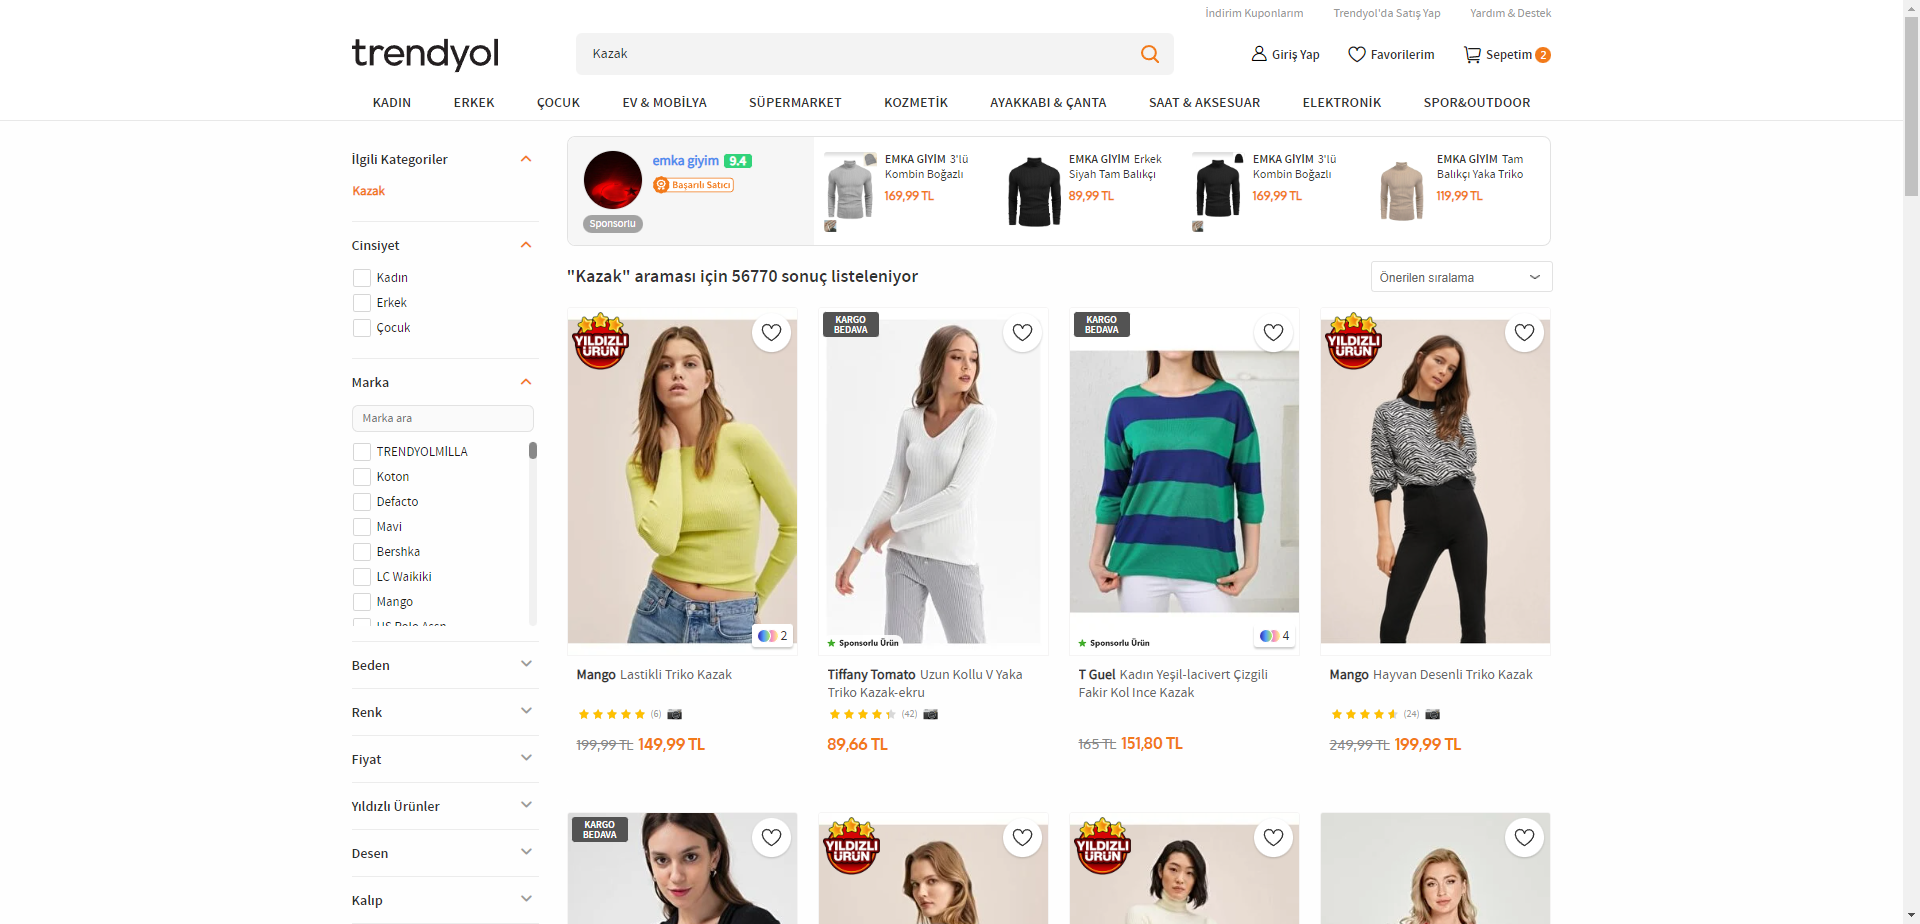 İndirim Kuponlarım
Trendyol'da Satış Yap
Yardım & Destek
trendyol
Kazak
Giriş Yap
Favorilerim
Sepetim 2
KADIN
ERKEK
ÇOCUK
EV & MOBİLYA
SÜPERMARKET
KOZMETİK
AYAKKABI & ÇANTA
SAAT & AKSESUAR
ELEKTRONİK
SPOR&OUTDOOR
İlgili Kategoriler
Kazak
Cinsiyet
Kadın
Erkek
Çocuk
Marka
Marka ara
TRENDYOLMİLLA
Koton
Defacto
Mavi
Bershka
LC Waikiki
Mango
US Polo Assn
Beden
Renk
Fiyat
Yıldızlı Ürünler
Desen
Kalıp
emka giyim 9.4
Başarılı Satıcı
Sponsorlu
EMKA GİYİM 3'lü
Kombin Boğazlı
169,99 TL
EMKA GİYİM Erkek
Siyah Tam Balıkçı
89,99 TL
EMKA GİYİM 3'lü
Kombin Boğazlı
169,99 TL
EMKA GİYİM Tam
Balıkçı Yaka Triko
119,99 TL
"Kazak" araması için 56770 sonuç listeleniyor
Önerilen sıralama
YILDIZLI
ÜRÜN
2
Mango Lastikli Triko Kazak
(6)
199,99 TL 149,99 TL
KARGO
BEDAVA
Sponsorlu Ürün
Tiffany Tomato Uzun Kollu V Yaka
Triko Kazak-ekru
(42)
89,66 TL
KARGO
BEDAVA
Sponsorlu Ürün
4
T Guel Kadın Yeşil-lacivert Çizgili
Fakir Kol Ince Kazak
165 TL 151,80 TL
YILDIZLI
ÜRÜN
Mango Hayvan Desenli Triko Kazak
(24)
249,99 TL 199,99 TL
KARGO
BEDAVA
YILDIZLI
ÜRÜN
YILDIZLI
ÜRÜN